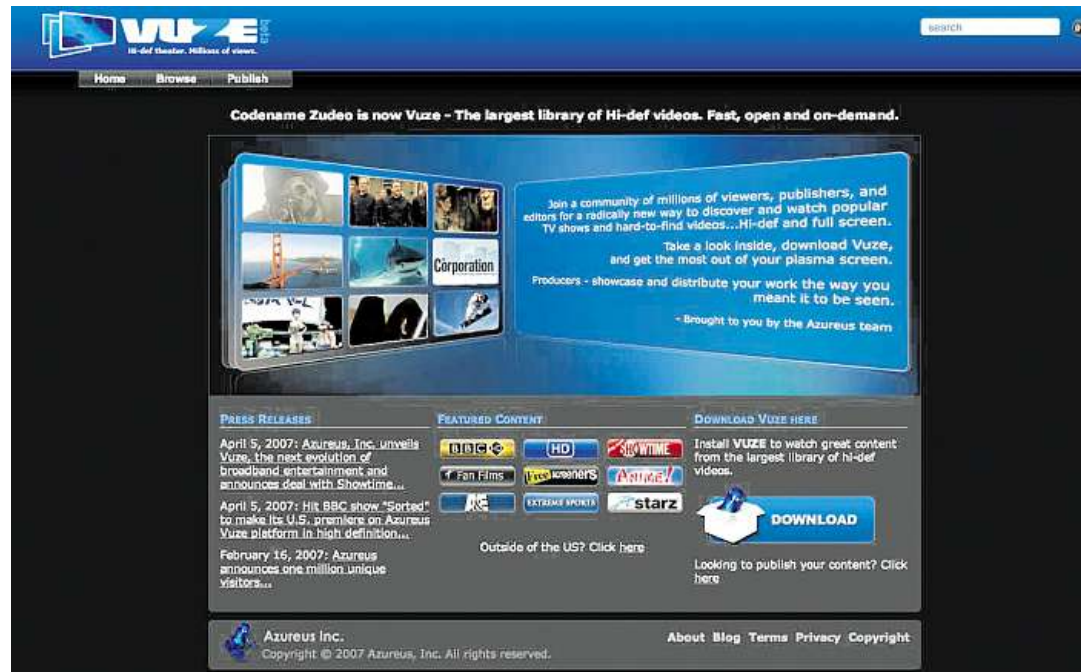 VUZE beta
Hi-def theater. Millions of views.
search
Home Browse Publish
Codename Zudeo is now Vuze - The largest library of Hi-def videos. Fast, open and on-demand.
Corporation
Join a community of millions of viewers, publishers, and
editors for a radically new way to discover and watch popular
TV shows and hard-to-find videos...Hi-def and full screen.
Take a look inside, download Vuze,
and get the most out of your plasma screen.
Producers - showcase and distribute your work the way you
meant it to be seen.
- Brought to you by the Azureus team
PRESS RELEASES
April 5, 2007: Azureus, Inc. unveils
Vuze, the next evolution of
broadband entertainment and
announces deal with Showtime...
April 5, 2007: Hit BBC show "Sorted"
to make its U.S. premiere on Azureus
Vuze platform in high definition...
February 16, 2007: Azureus
announces one million unique
visitors...
FEATURED CONTENT
BBC HD SHOWTIME
Fan Films Free screeners ANIME!
A&E EXTREME SPORTS starz
Outside of the US? Click here
DOWNLOAD VUZE HERE
Install VUZE to watch great content
from the largest library of hi-def
videos.
DOWNLOAD
Looking to publish your content? Click
here
Azureus Inc.
Copyright © 2007 Azureus, Inc. All rights reserved.
About Blog Terms Privacy Copyright